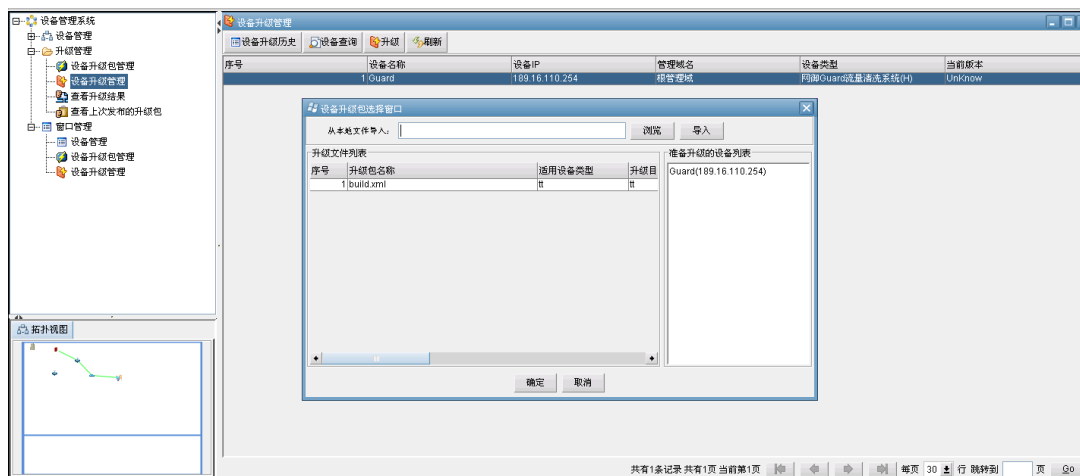 设备管理系统
设备管理
升级管理
设备升级包管理
设备升级管理
查看升级结果
查看上次发布的升级包
窗口管理
设备管理
设备升级包管理
设备升级管理
拓扑视图
设备升级管理
设备升级历史 设备查询 升级 刷新
序号 设备名称 设备IP 管理域名 设备类型 当前版本
1 Guard 189.16.110.254 根管理域 网御Guard流量清洗系统(H) UnKnow
设备升级包选择窗口
从本地文件导入: 浏览 导入
升级文件列表
序号 升级包名称 适用设备类型 升级目
1 build.xml tt tt
准备升级的设备列表
Guard(189.16.110.254)
确定 取消
共有1条记录 共有1页 当前第1页 每页 30 行 跳转到 页 Go